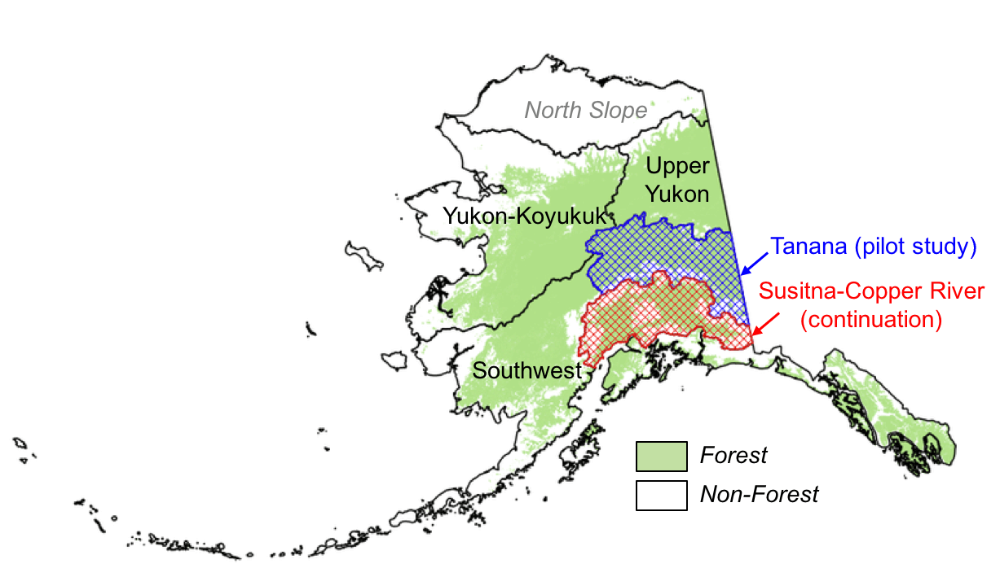 North Slope
Upper
Yukon
Yukon-Koyukuk
Tanana (pilot study)
Susitna-Copper River
(continuation)
Southwest
Forest
Non-Forest